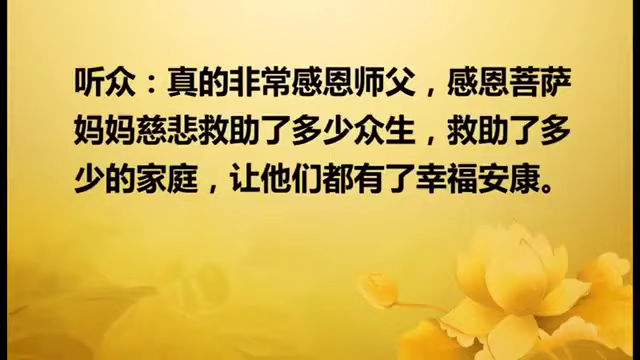 听众：真的非常感恩师父，感恩菩萨
妈妈慈悲救助了多少众生，救助了多
少的家庭，让他们都有了幸福安康。